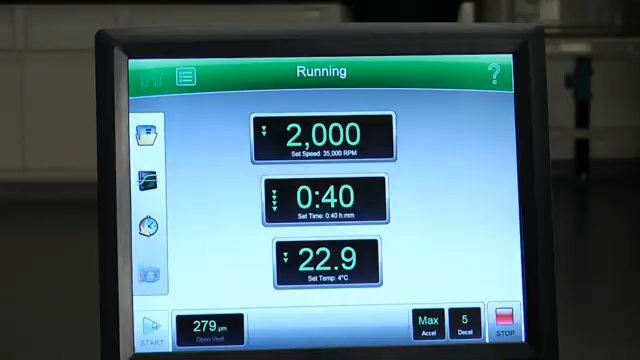 Running
?
2,000
Set Speed: 35,000 RPM
0:40
Set Time: 0:40 h:mm
22.9
Set Temp: 4°C
START
279 μm
Open Vent
Max
Accel
5
Decel
STOP